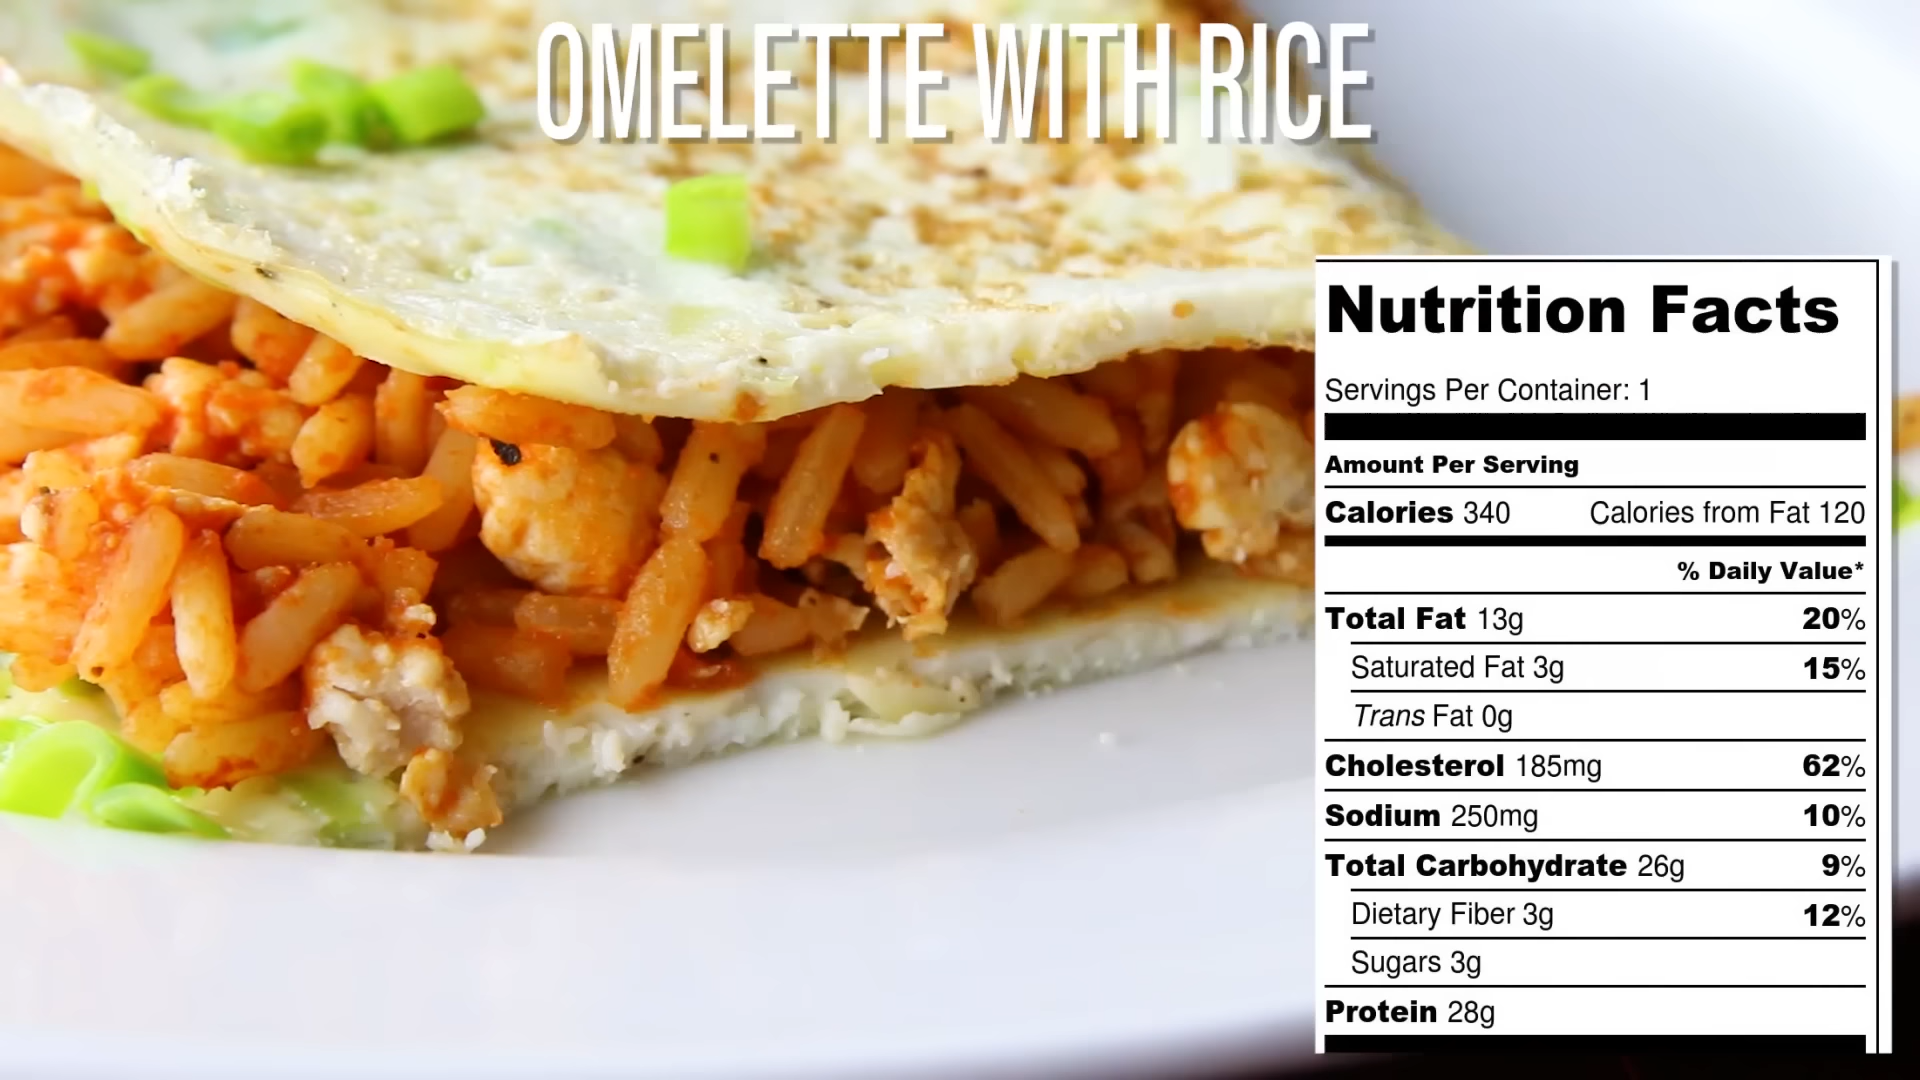 OMELETTE WITH RICE
Nutrition Facts
Servings Per Container: 1
Amount Per Serving
Calories 340 Calories from Fat 120
% Daily Value*
Total Fat 13g 20%
Saturated Fat 3g 15%
Trans Fat 0g
Cholesterol 185mg 62%
Sodium 250mg 10%
Total Carbohydrate 26g 9%
Dietary Fiber 3g 12%
Sugars 3g
Protein 28g